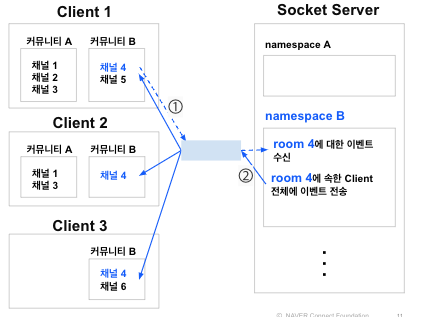 Client 1
커뮤니티 A
채널 1
채널 2
채널 3
커뮤니티 B
채널 4
채널 5
①
Client 2
커뮤니티 A
채널 1
채널 3
커뮤니티 B
채널 4
Client 3
커뮤니티 B
채널 4
채널 6
Socket Server
namespace A
namespace B
room 4에 대한 이벤트
수신
②
room 4에 속한 Client
전체에 이벤트 전송
ⓒ NAVER Connect Foundation
11